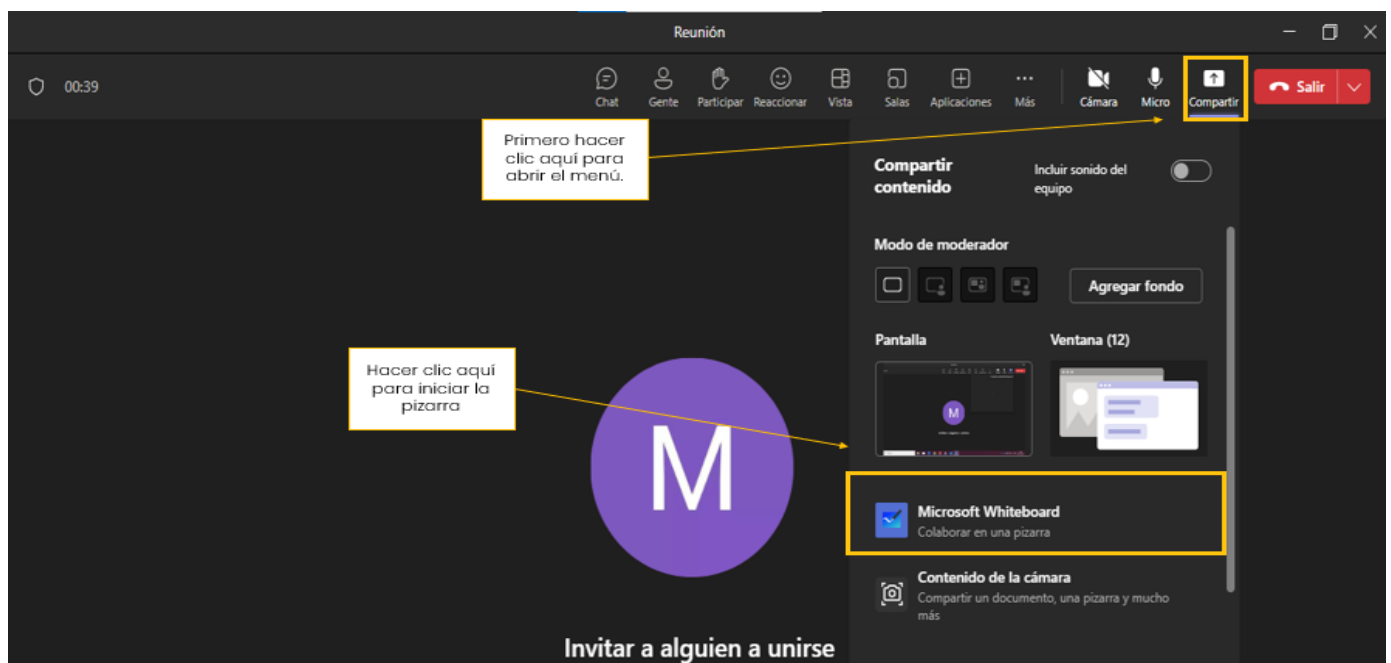 Reunión
00:39
Chat
Gente
Participar
Reaccionar
Vista
Salas
Aplicaciones
Más
Cámara
Micro
Compartir
Salir
Primero hacer
clic aquí para
abrir el menú.
Compartir
contenido
Incluir sonido del
equipo
Modo de moderador
Agregar fondo
Pantalla
Ventana (12)
M
Hacer clic aquí
para iniciar la
pizarra
M
Microsoft Whiteboard
Colaborar en una pizarra
Contenido de la cámara
Compartir un documento, una pizarra y mucho
más
Invitar a alguien a unirse